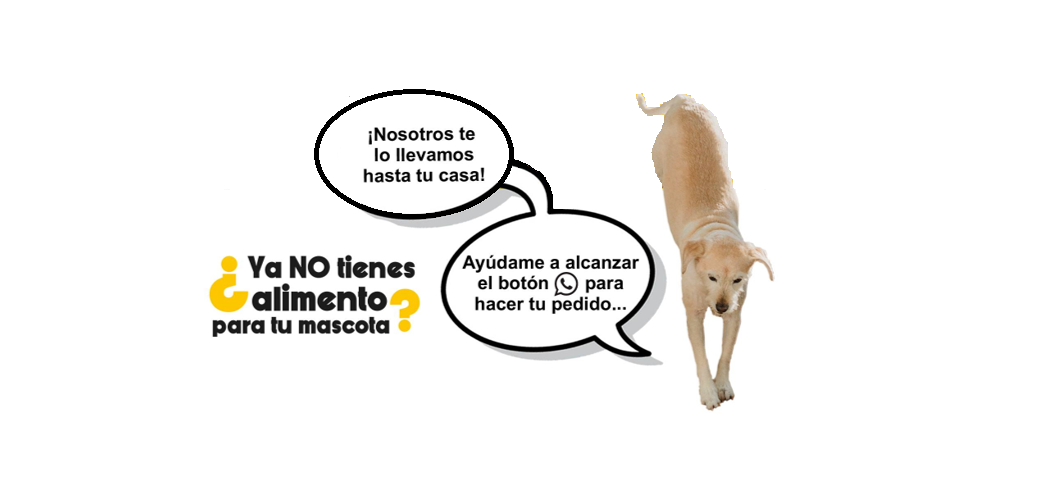 ¡Nosotros te
lo llevamos
hasta tu casa!
Ayúdame a alcanzar
el botón para
hacer tu pedido...
¿Ya NO tienes
alimento?
para tu mascota